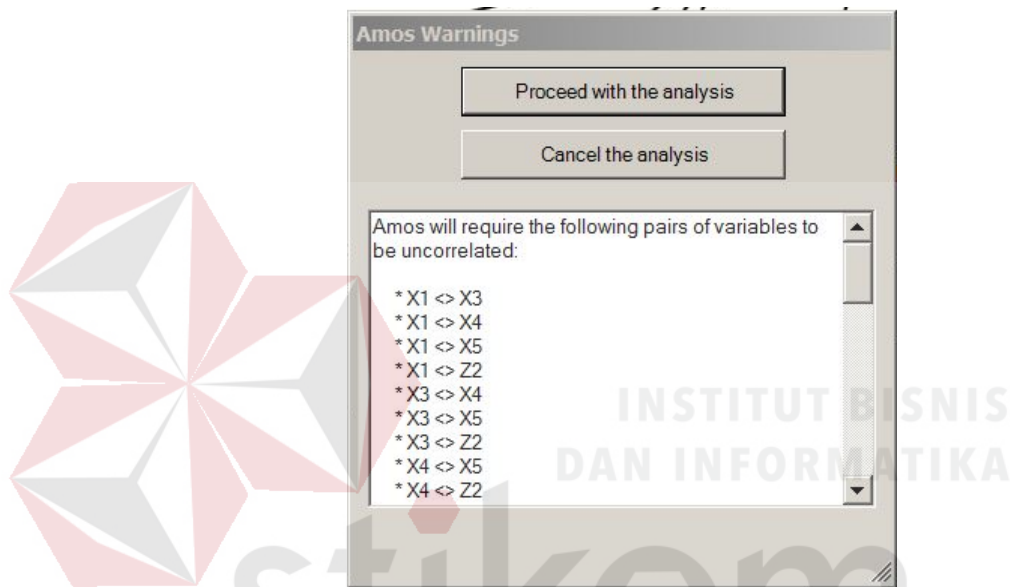 Amos Warnings
Proceed with the analysis
Cancel the analysis
Amos will require the following pairs of variables to
be uncorrelated:
* X1 <> X3
* X1 <> X4
* X1 <> X5
* X1 <> Z2
* X3 <> X4
* X3 <> X5
* X3 <> Z2
* X4 <> X5
* X4 <> Z2
INSTITUT BISNIS
DAN INFORMATIKA
stikom